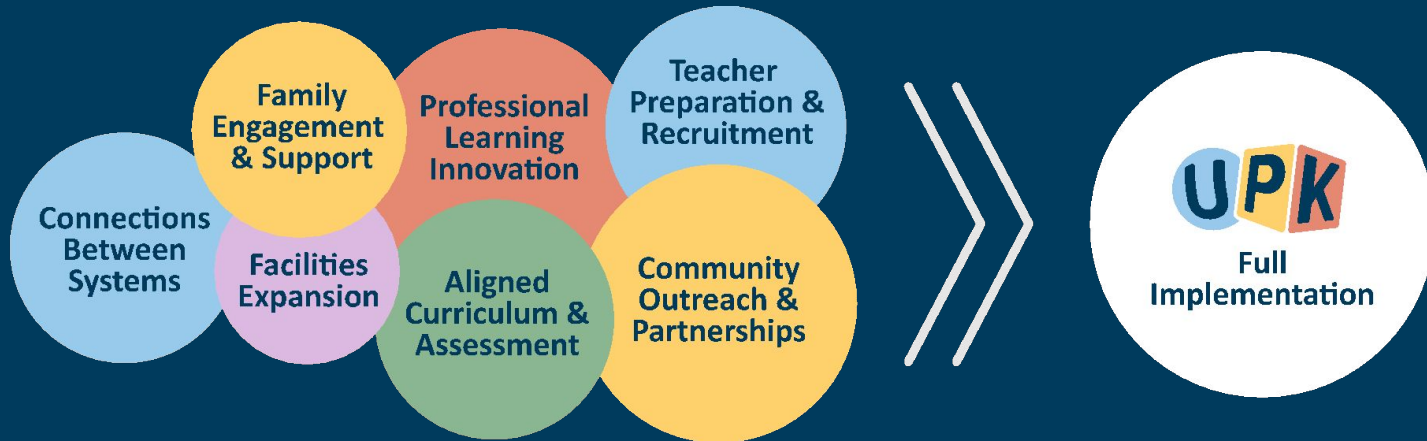 Connections
Between
Systems
Family
Engagement
& Support
Facilities
Expansion
Professional
Learning
Innovation
Aligned
Curriculum &
Assessment
Teacher
Preparation &
Recruitment
Community
Outreach &
Partnerships
UPK
Full
Implementation